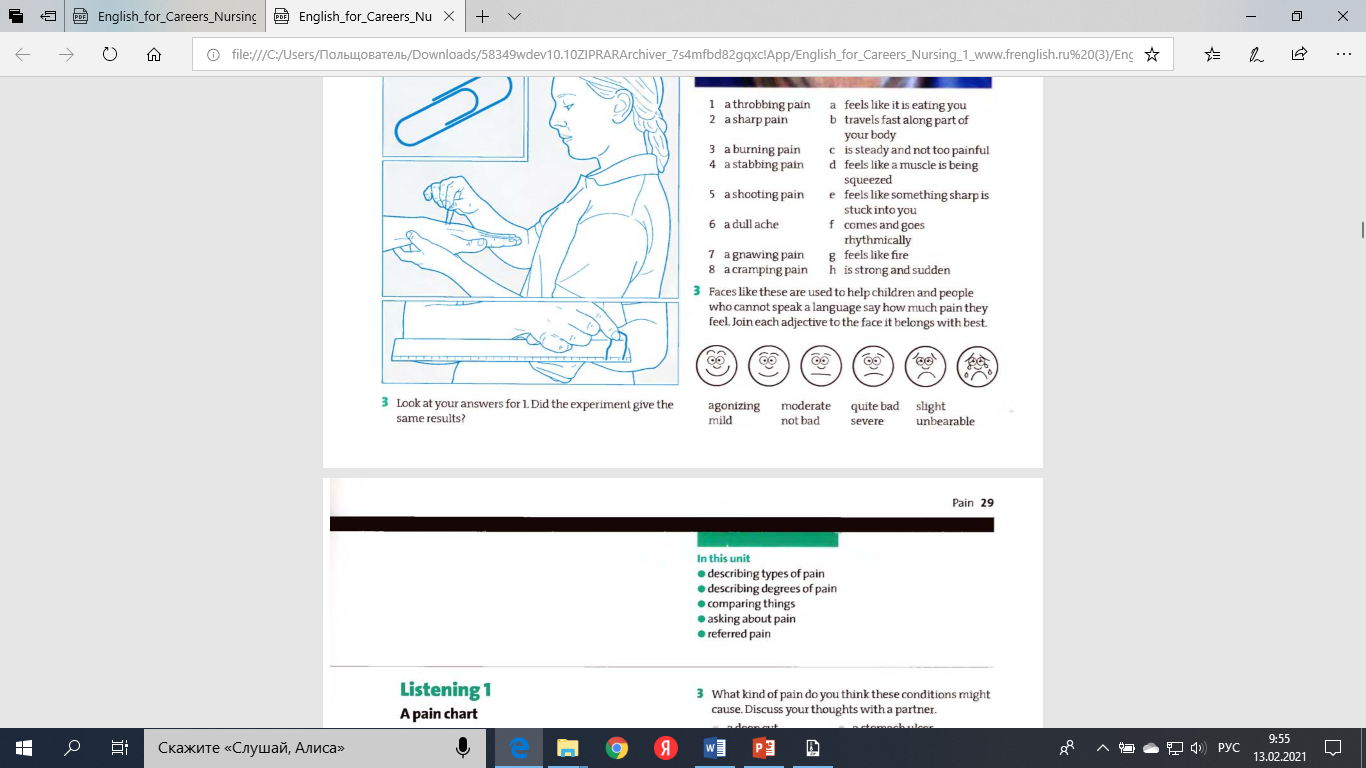 English_for_Careers_Nursing
English_for_Careers_Nu
file:///C:/Users/Польщователь/Downloads/58349wdev10.10ZIPRARArchiver_7s4mfbd82gqxc!App/English_for_Careers_Nursing_1_www.frenglish.ru%20(3)/Eng
1 a throbbing pain a feels like it is eating you
2 a sharp pain b travels fast along part of
your body
3 a burning pain c is steady and not too painful
4 a stabbing pain d feels like a muscle is being
squeezed
5 a shooting pain e feels like something sharp is
stuck into you
6 a dull ache f comes and goes
rhythmically
7 a gnawing pain g feels like fire
8 a cramping pain h is strong and sudden
3 Faces like these are used to help children and people
who cannot speak a language say how much pain they
feel. Join each adjective to the face it belongs with best.
agonizing moderate quite bad slight
mild not bad severe unbearable
3 Look at your answers for 1. Did the experiment give the
same results?
Pain 29
In this unit
● describing types of pain
● describing degrees of pain
● comparing things
● asking about pain
● referred pain
Listening 1
A pain chart
3 What kind of pain do you think these conditions might
cause. Discuss your thoughts with a partner.
a deep cut a stomach ulcer
Скажите «Слушай, Алиса»
РУС
9:55
13.02.2021